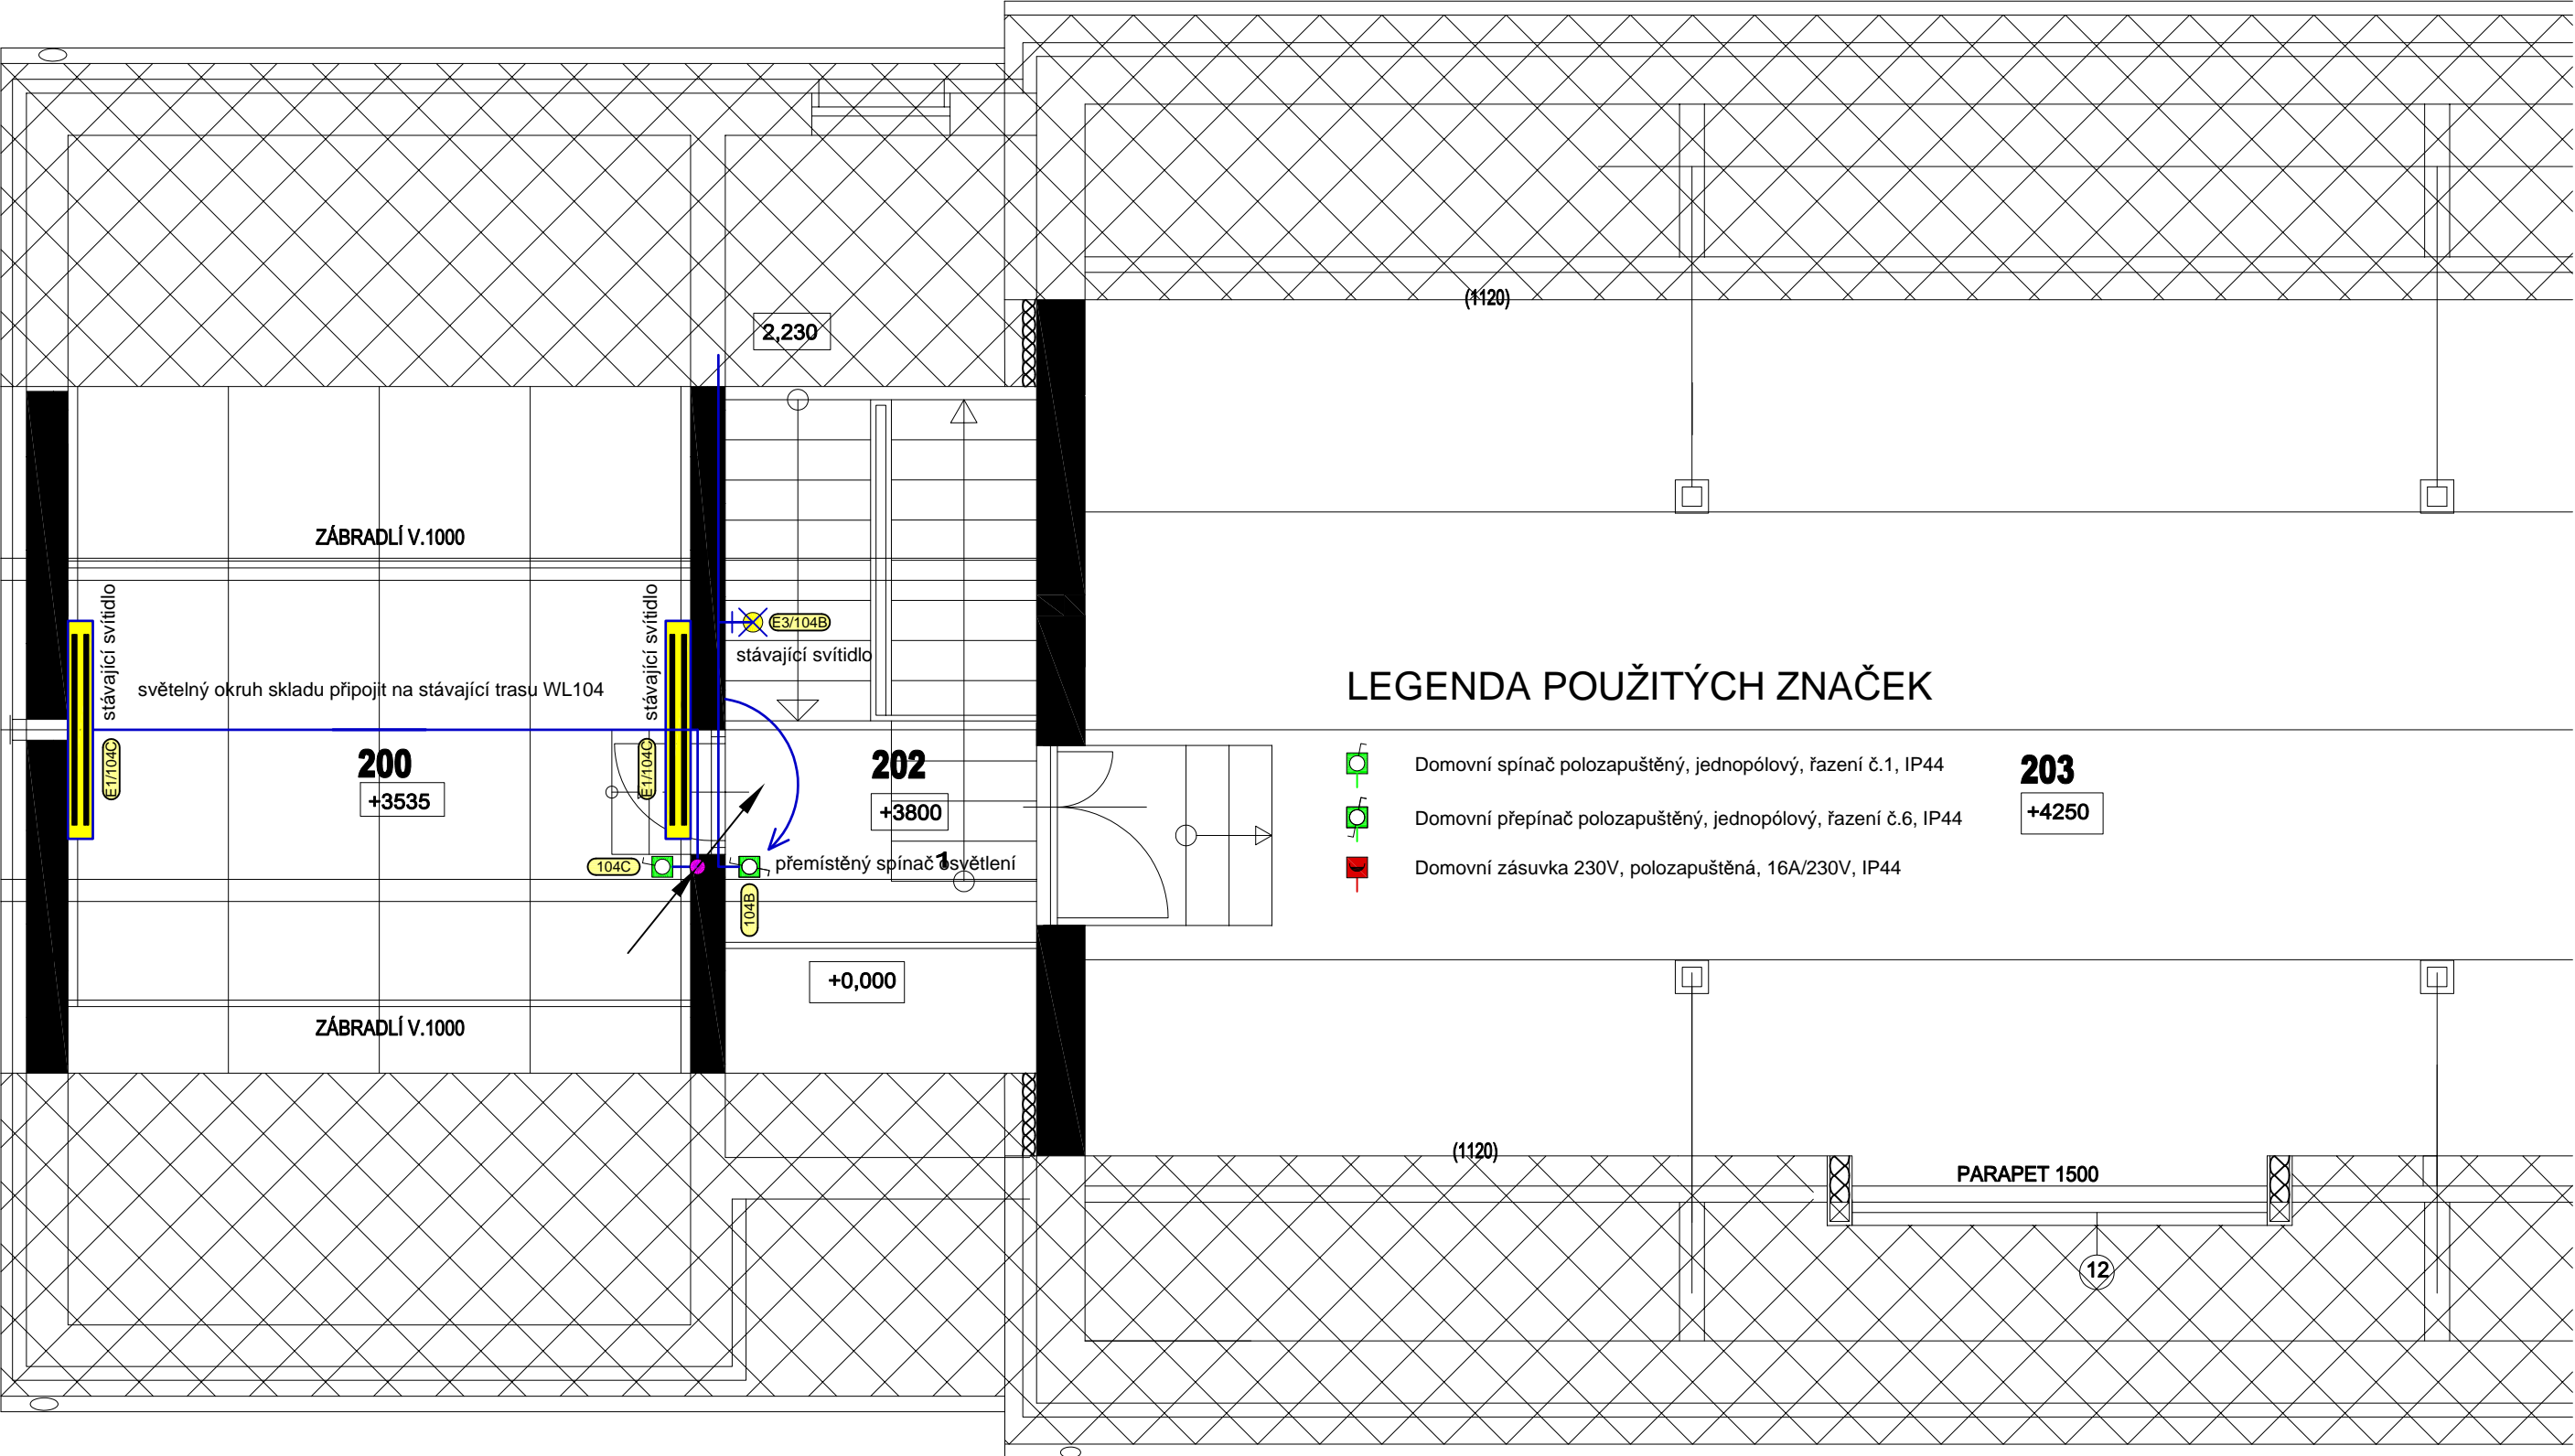 (1120)
2,230
ZÁBRADLÍ V.1000
stávající svítidlo
stávající svítidlo
E3/104B
stávající svítidlo
světelný okruh skladu připojit na stávající trasu WL104
E1/104C
E1/104C
200
+3535
202
+3800
104C
přemístěný spínač osvětlení
1
104B
+0,000
ZÁBRADLÍ V.1000
LEGENDA POUŽITÝCH ZNAČEK
Domovní spínač polozapuštěný, jednopólový, řazení č.1, IP44
Domovní přepínač polozapuštěný, jednopólový, řazení č.6, IP44
Domovní zásuvka 230V, polozapuštěná, 16A/230V, IP44
203
+4250
(1120)
PARAPET 1500
12